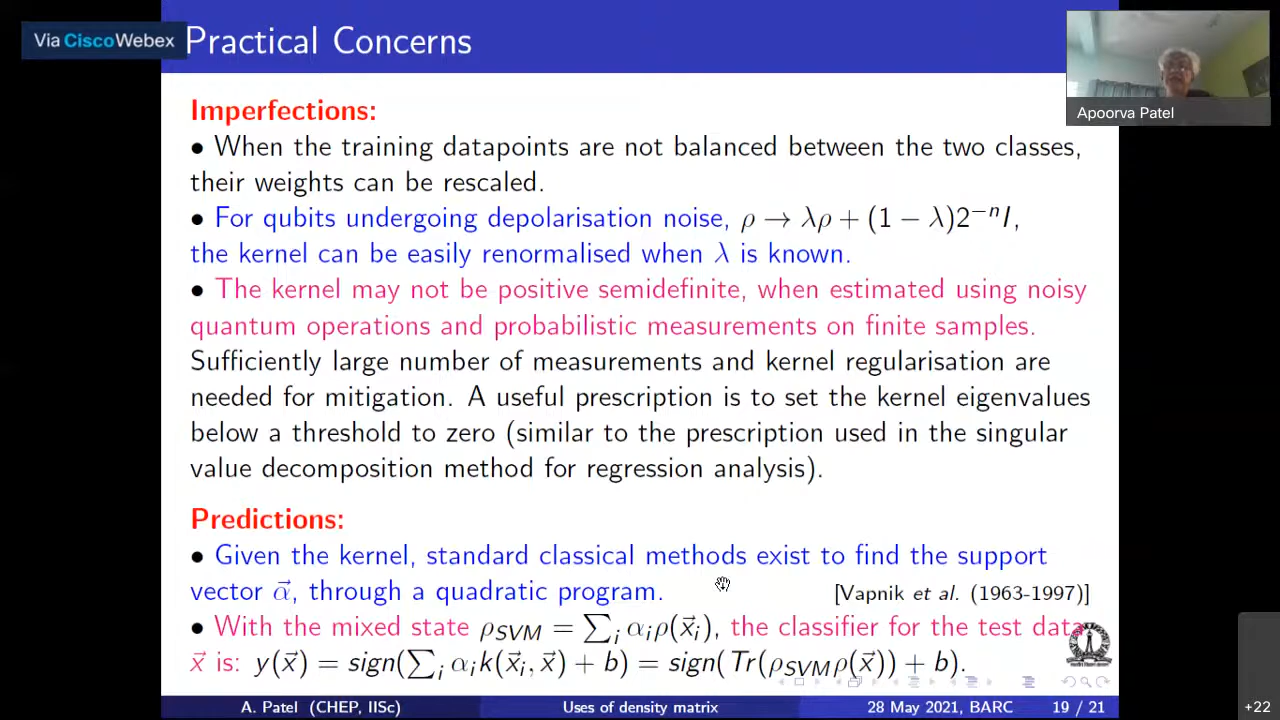 Via CiscoWebex
Practical Concerns
Apoorva Patel
Imperfections:
• When the training datapoints are not balanced between the two classes,
their weights can be rescaled.
• For qubits undergoing depolarisation noise, ρ → λρ + (1 − λ)2⁻ⁿI,
the kernel can be easily renormalised when λ is known.
• The kernel may not be positive semidefinite, when estimated using noisy
quantum operations and probabilistic measurements on finite samples.
Sufficiently large number of measurements and kernel regularisation are
needed for mitigation. A useful prescription is to set the kernel eigenvalues
below a threshold to zero (similar to the prescription used in the singular
value decomposition method for regression analysis).
Predictions:
• Given the kernel, standard classical methods exist to find the support
vector α⃗, through a quadratic program. [Vapnik et al. (1963-1997)]
• With the mixed state ρ_SVM = ∑_i α_iρ(x⃗_i), the classifier for the test data
x⃗ is: y(x⃗) = sign(∑_i α_ik(x⃗_i, x⃗) + b) = sign(Tr(ρ_SVMρ(x⃗)) + b).
A. Patel (CHEP, IISc) Uses of density matrix 28 May 2021, BARC 19 / 21
+22